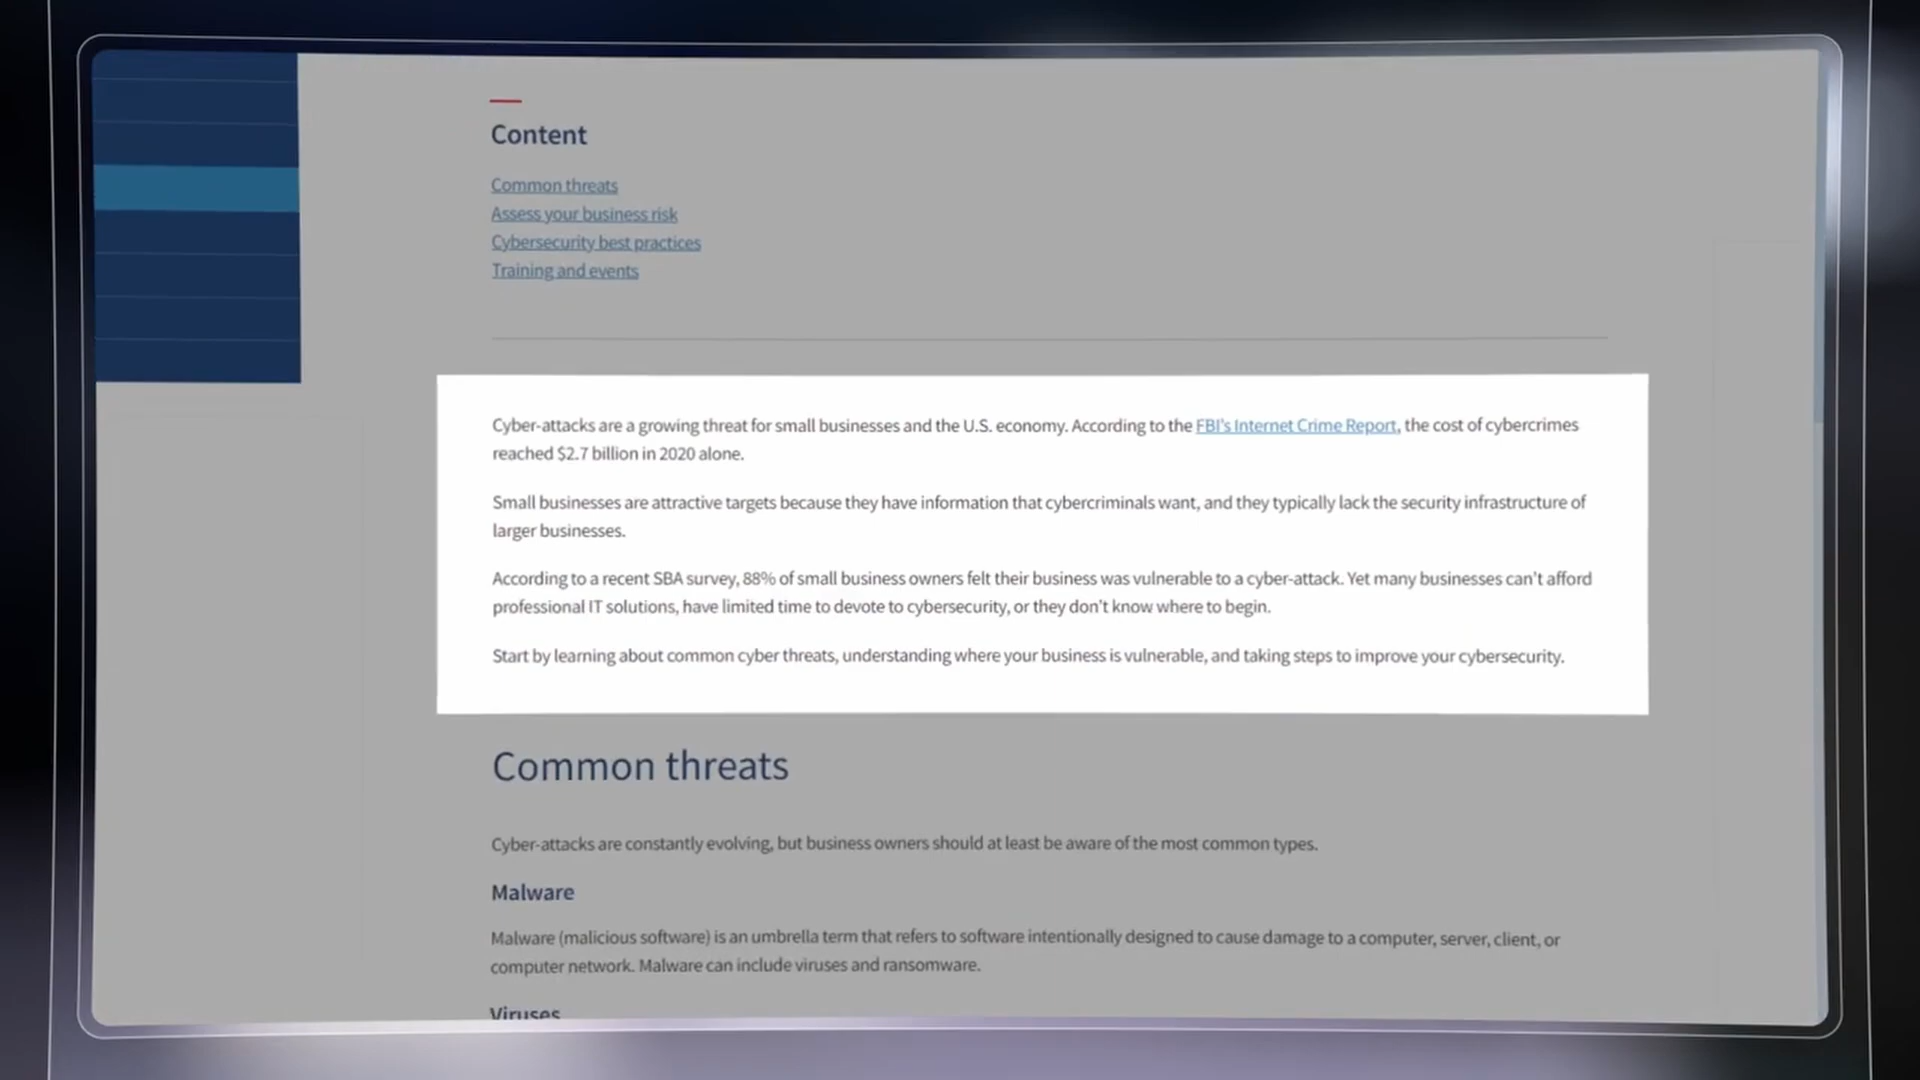 Content
Common threats
Assess your business risk
Cybersecurity best practices
Training and events
Cyber-attacks are a growing threat for small businesses and the U.S. economy. According to the FBI's Internet Crime Report, the cost of cybercrimes
reached $2.7 billion in 2020 alone.
Small businesses are attractive targets because they have information that cybercriminals want, and they typically lack the security infrastructure of
larger businesses.
According to a recent SBA survey, 88% of small business owners felt their business was vulnerable to a cyber-attack. Yet many businesses can't afford
professional IT solutions, have limited time to devote to cybersecurity, or they don't know where to begin.
Start by learning about common cyber threats, understanding where your business is vulnerable, and taking steps to improve your cybersecurity.
Common threats
Cyber-attacks are constantly evolving, but business owners should at least be aware of the most common types.
Malware
Malware (malicious software) is an umbrella term that refers to software intentionally designed to cause damage to a computer, server, client, or
computer network. Malware can include viruses and ransomware.
Viruses